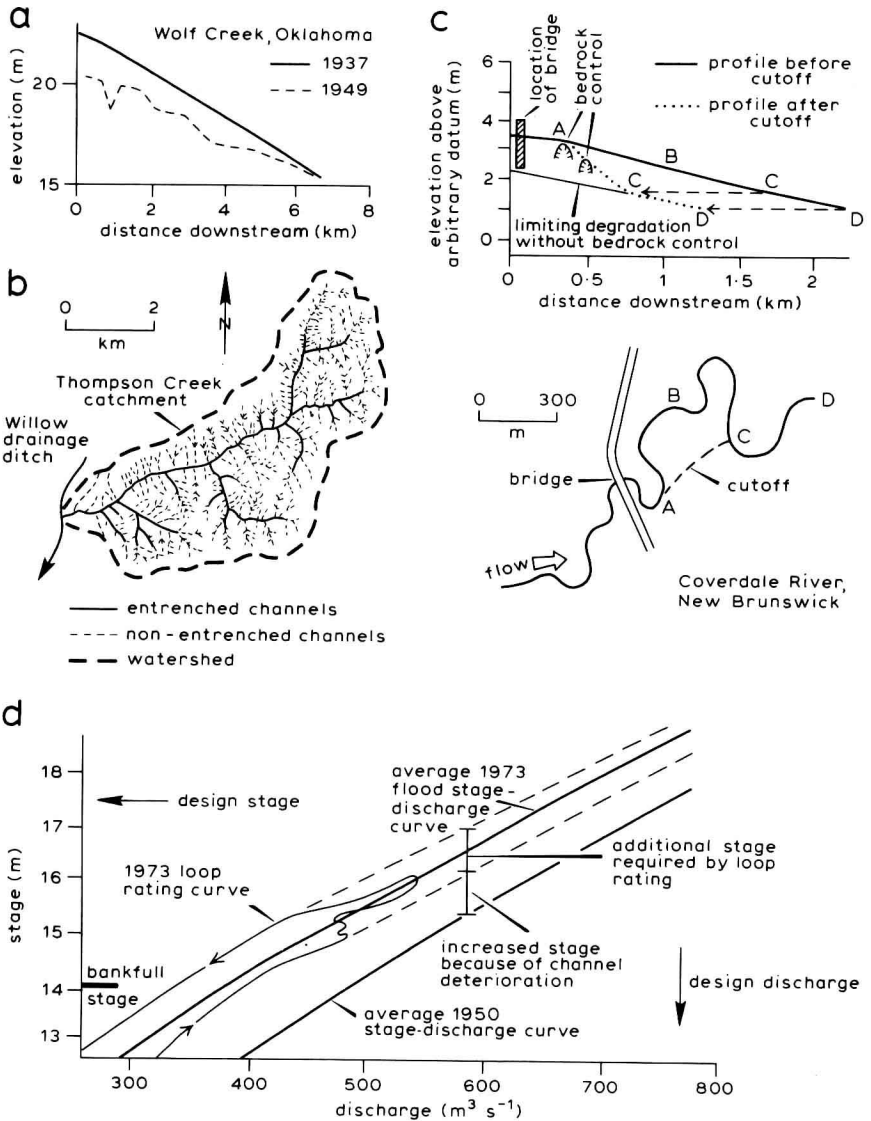 a
Wolf Creek, Oklahoma
1937
1949
elevation (m)
20
15
0
2
4
6
8
distance downstream (km)
b
0
2
km
N
Thompson Creek
catchment
Willow
drainage
ditch
entrenched channels
non-entrenched channels
watershed
c
elevation above
arbitrary datum (m)
6
4
2
0
location
of bridge
bedrock
control
profile before
cutoff
profile after
cutoff
A
B
C
C
D
D
limiting degradation
without bedrock control
0
0·5
1
1·5
2
distance downstream (km)
0
300
m
B
D
C
bridge
cutoff
A
flow
Coverdale River,
New Brunswick
d
stage (m)
18
17
16
15
14
13
design stage
average 1973
flood stage-
discharge
curve
1973 loop
rating curve
additional stage
required by loop
rating
increased stage
because of channel
deterioration
bankfull
stage
average 1950
stage-discharge curve
design discharge
300
400
500
600
700
800
discharge (m³ s⁻¹)